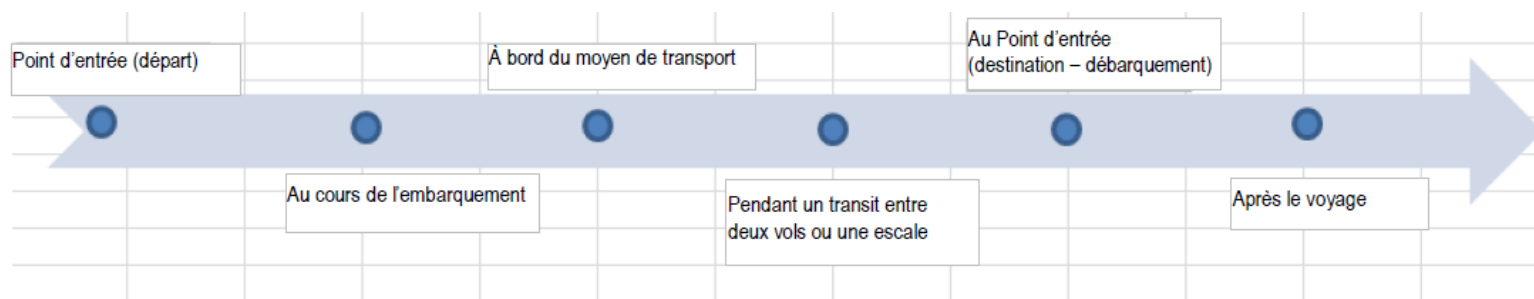 Point d’entrée (départ)
Au cours de l’embarquement
À bord du moyen de transport
Pendant un transit entre
deux vols ou une escale
Au Point d’entrée
(destination – débarquement)
Après le voyage